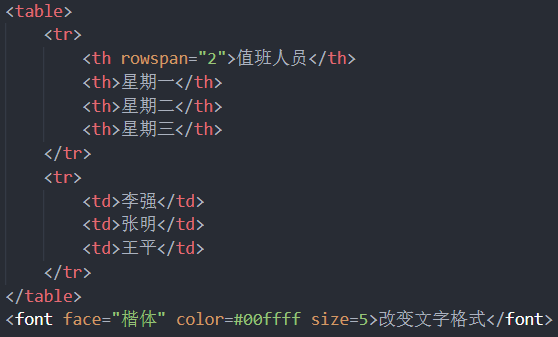 <table>
<tr>
<th rowspan="2">值班人员</th>
<th>星期一</th>
<th>星期二</th>
<th>星期三</th>
</tr>
<tr>
<td>李强</td>
<td>张明</td>
<td>王平</td>
</tr>
</table>
<font face="楷体" color=#00ffff size=5>改变文字格式</font>